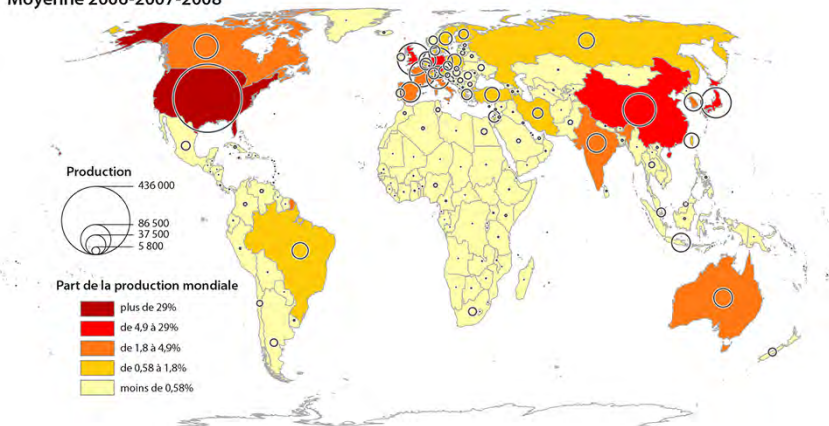 Moyenne 2006-2007-2008
Production
436 000
86 500
37 500
5 800
Part de la production mondiale
plus de 29%
de 4,9 à 29%
de 1,8 à 4,9%
de 0,58 à 1,8%
moins de 0,58%